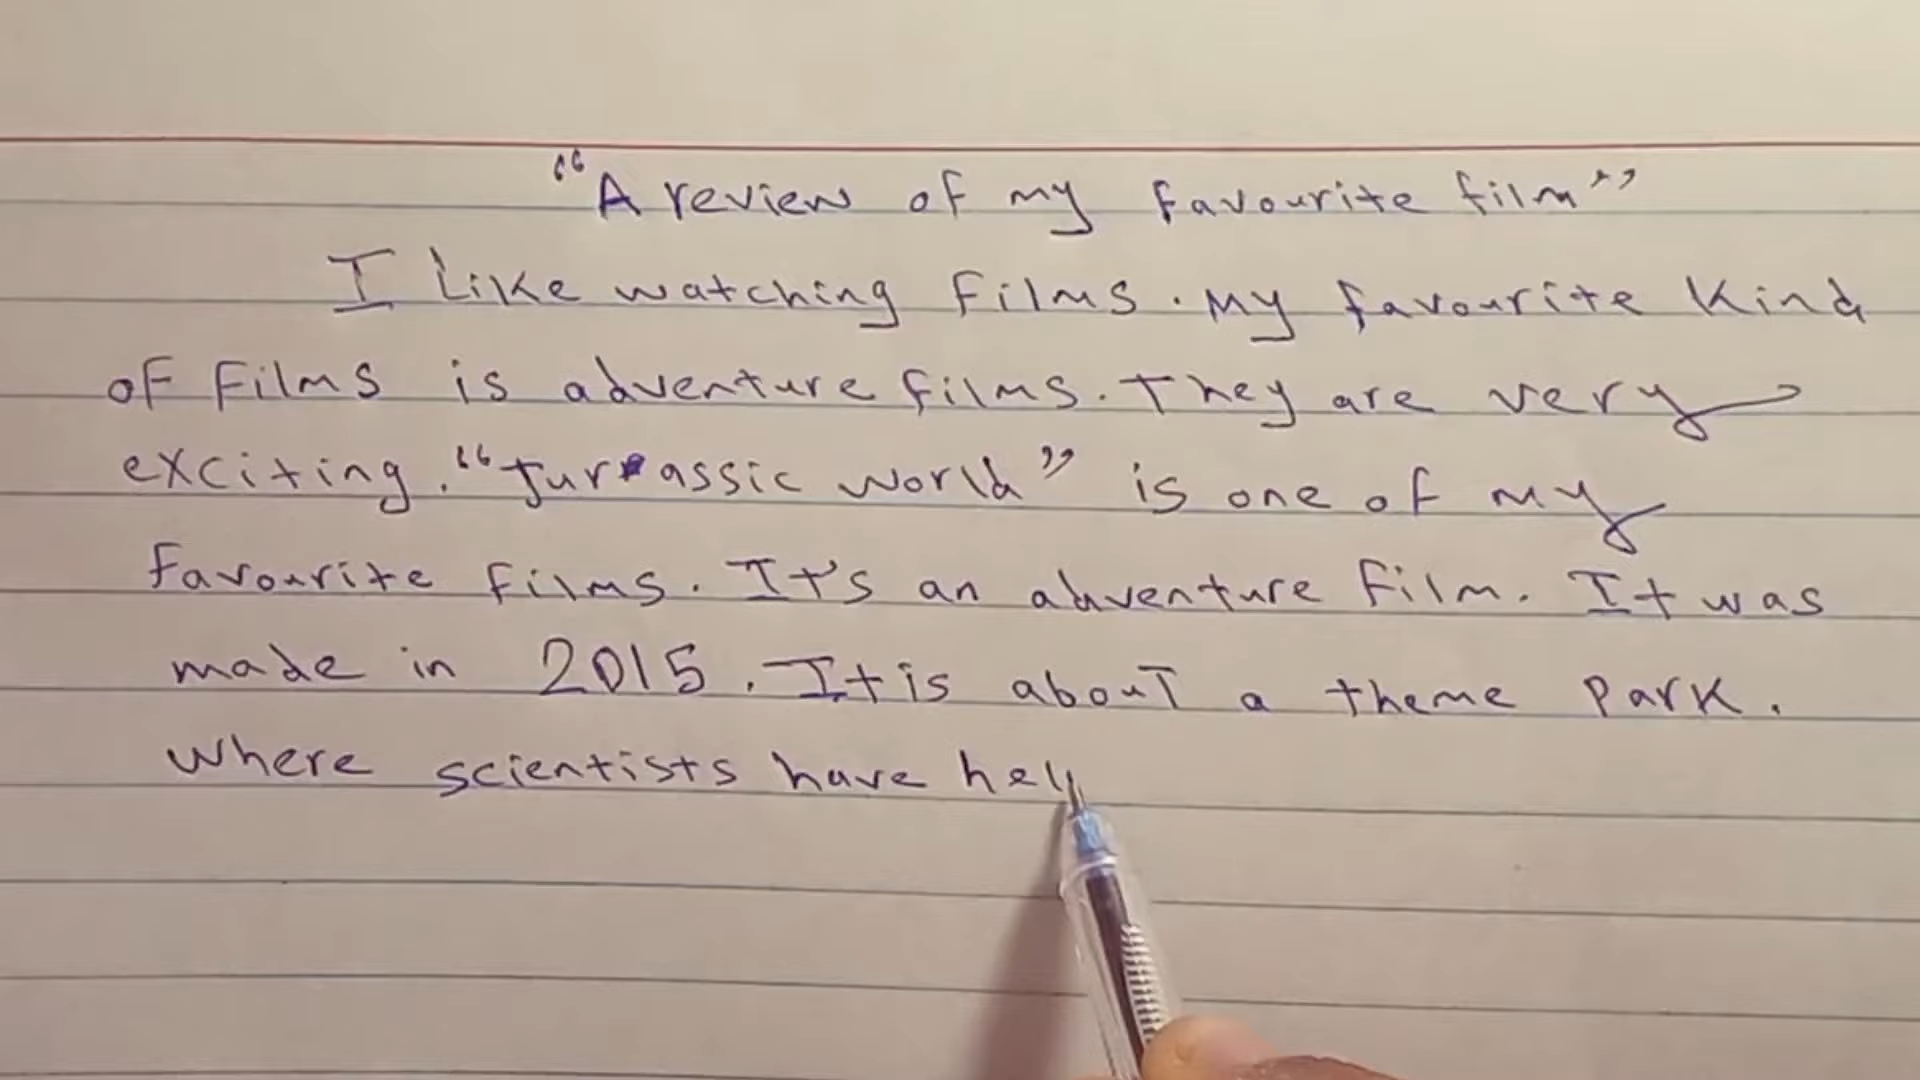 “A review of my favourite film”
I like watching films. My favourite kind
of films is adventure films. They are very
exciting. “Jurassic world” is one of my
favourite films. It's an adventure film. It was
made in 2015. It is about a theme park.
where scientists have hel